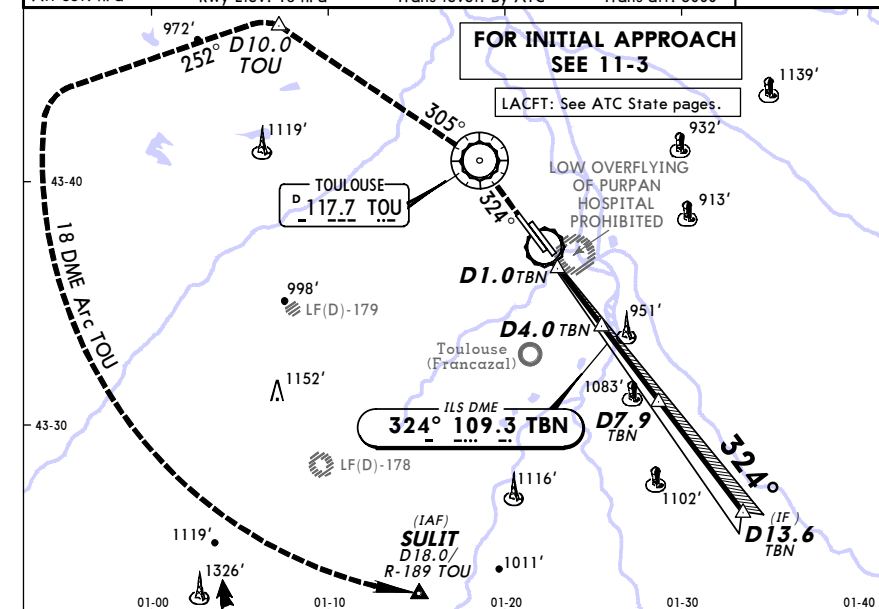 972'
252°
D10.0
TOU
FOR INITIAL APPROACH
SEE 11-3
1139'
LACFT: See ATC State pages.
305°
1119'
932'
43-40
TOULOUSE
D 117.7 TOU
324°
LOW OVERFLYING
OF PURPAN
HOSPITAL
PROHIBITED
913'
18 DME Arc TOU
D1.0 TBN
998'
LF(D)-179
951'
D4.0 TBN
Toulouse
(Francazal)
1152'
1083'
ILS DME
324° 109.3 TBN
D7.9
TBN
43-30
324°
LF(D)-178
1116'
1102'
(IF)
D13.6
TBN
(IAF)
SULIT
D18.0/
R-189 TOU
1119'
1011'
1326'
01-00
01-10
01-20
01-30
01-40